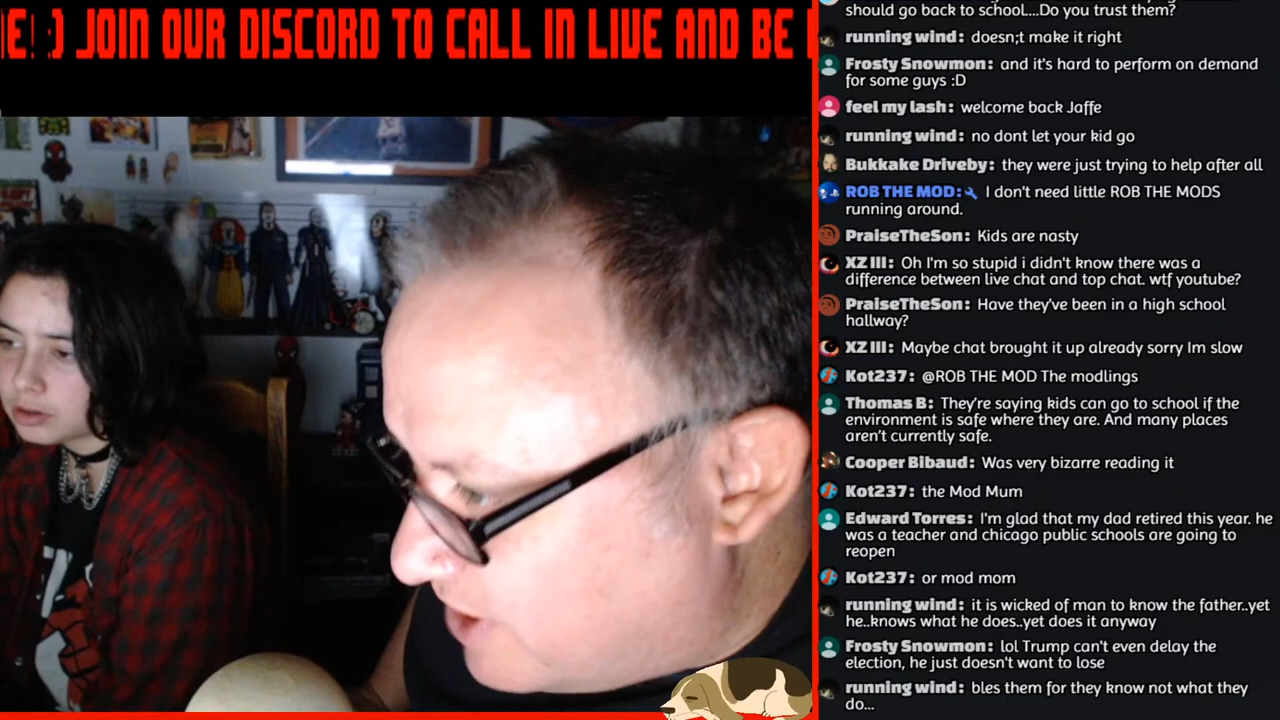 E! :) JOIN OUR DISCORD TO CALL IN LIVE AND BE
should go back to school....Do you trust them?
running wind: doesn;t make it right
Frosty Snowmon: and it's hard to perform on demand
for some guys :D
feel my lash: welcome back Jaffe
running wind: no dont let your kid go
Bukkake Driveby: they were just trying to help after all
ROB THE MOD: I don't need little ROB THE MODS
running around.
PraiseTheSon: Kids are nasty
XZ III: Oh I'm so stupid i didn't know there was a
difference between live chat and top chat. wtf youtube?
PraiseTheSon: Have they've been in a high school
hallway?
XZ III: Maybe chat brought it up already sorry Im slow
Kot237: @ROB THE MOD The modlings
Thomas B: They're saying kids can go to school if the
environment is safe where they are. And many places
aren't currently safe.
Cooper Bibaud: Was very bizarre reading it
Kot237: the Mod Mum
Edward Torres: I'm glad that my dad retired this year. he
was a teacher and chicago public schools are going to
reopen
Kot237: or mod mom
running wind: it is wicked of man to know the father..yet
he..knows what he does..yet does it anyway
Frosty Snowmon: lol Trump can't even delay the
election, he just doesn't want to lose
running wind: bles them for they know not what they
do...